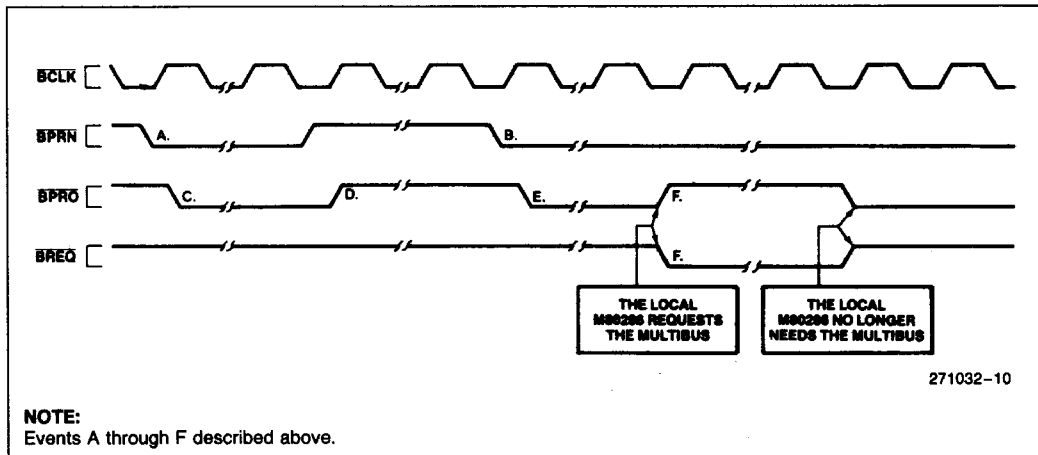 BCLK
BPRN
A.
B.
BPRO
C.
D.
E.
F.
BREQ
F.
THE LOCAL
M80286 REQUESTS
THE MULTIBUS
THE LOCAL
M80286 NO LONGER
NEEDS THE MULTIBUS
271032-10
NOTE:
Events A through F described above.